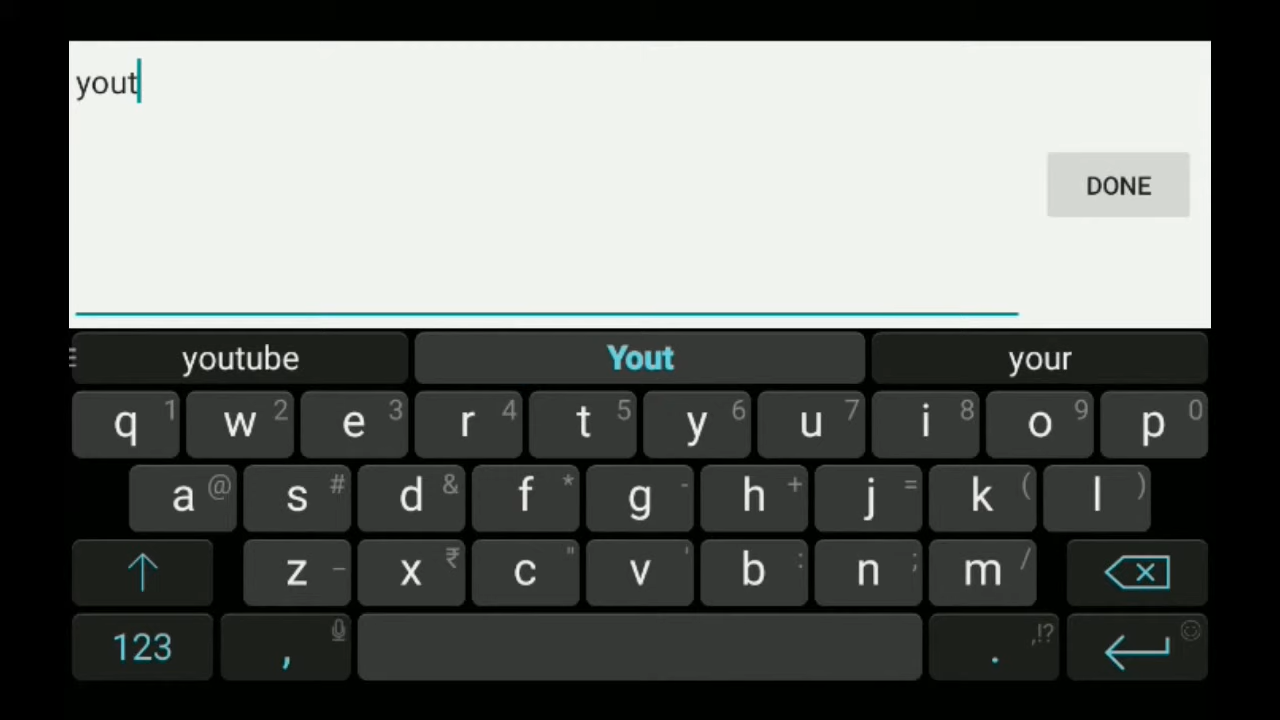 yout
DONE
youtube Yout your
q 1 w 2 e 3 r 4 t 5 y 6 u 7 i 8 o 9 p 0
a @ s # d & f * g - h + j = k ( l )
z _ x ₹ c " v ' b : n ; m /
123 , . ,!?